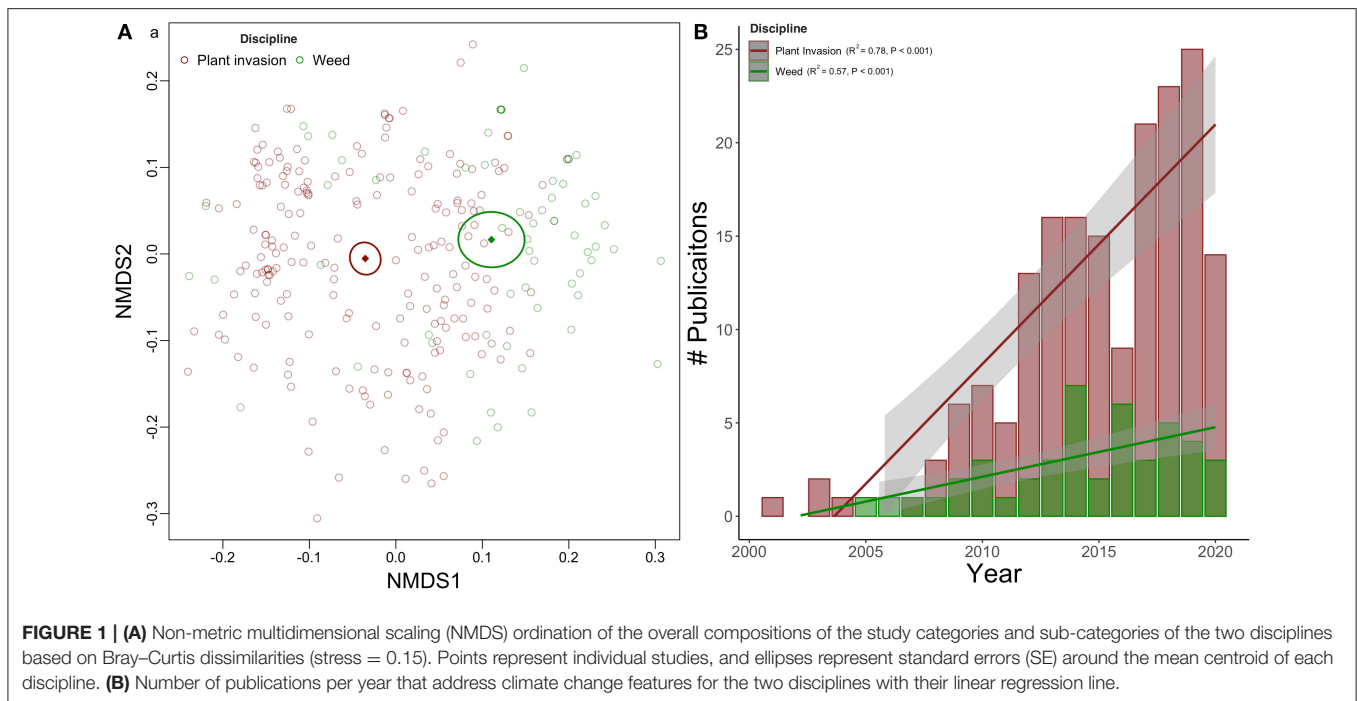 A
a
Discipline
Plant invasion
Weed
0.2
0.1
0.0
-0.1
-0.2
-0.3
NMDS2
-0.2
-0.1
0.0
0.1
0.2
0.3
NMDS1
B
Discipline
Plant Invasion (R² = 0.78, P < 0.001)
Weed (R² = 0.57, P < 0.001)
25
20
15
10
5
0
# Publicaitons
2000
2005
2010
2015
2020
Year
FIGURE 1 | (A) Non-metric multidimensional scaling (NMDS) ordination of the overall compositions of the study categories and sub-categories of the two disciplines
based on Bray–Curtis dissimilarities (stress = 0.15). Points represent individual studies, and ellipses represent standard errors (SE) around the mean centroid of each
discipline. (B) Number of publications per year that address climate change features for the two disciplines with their linear regression line.